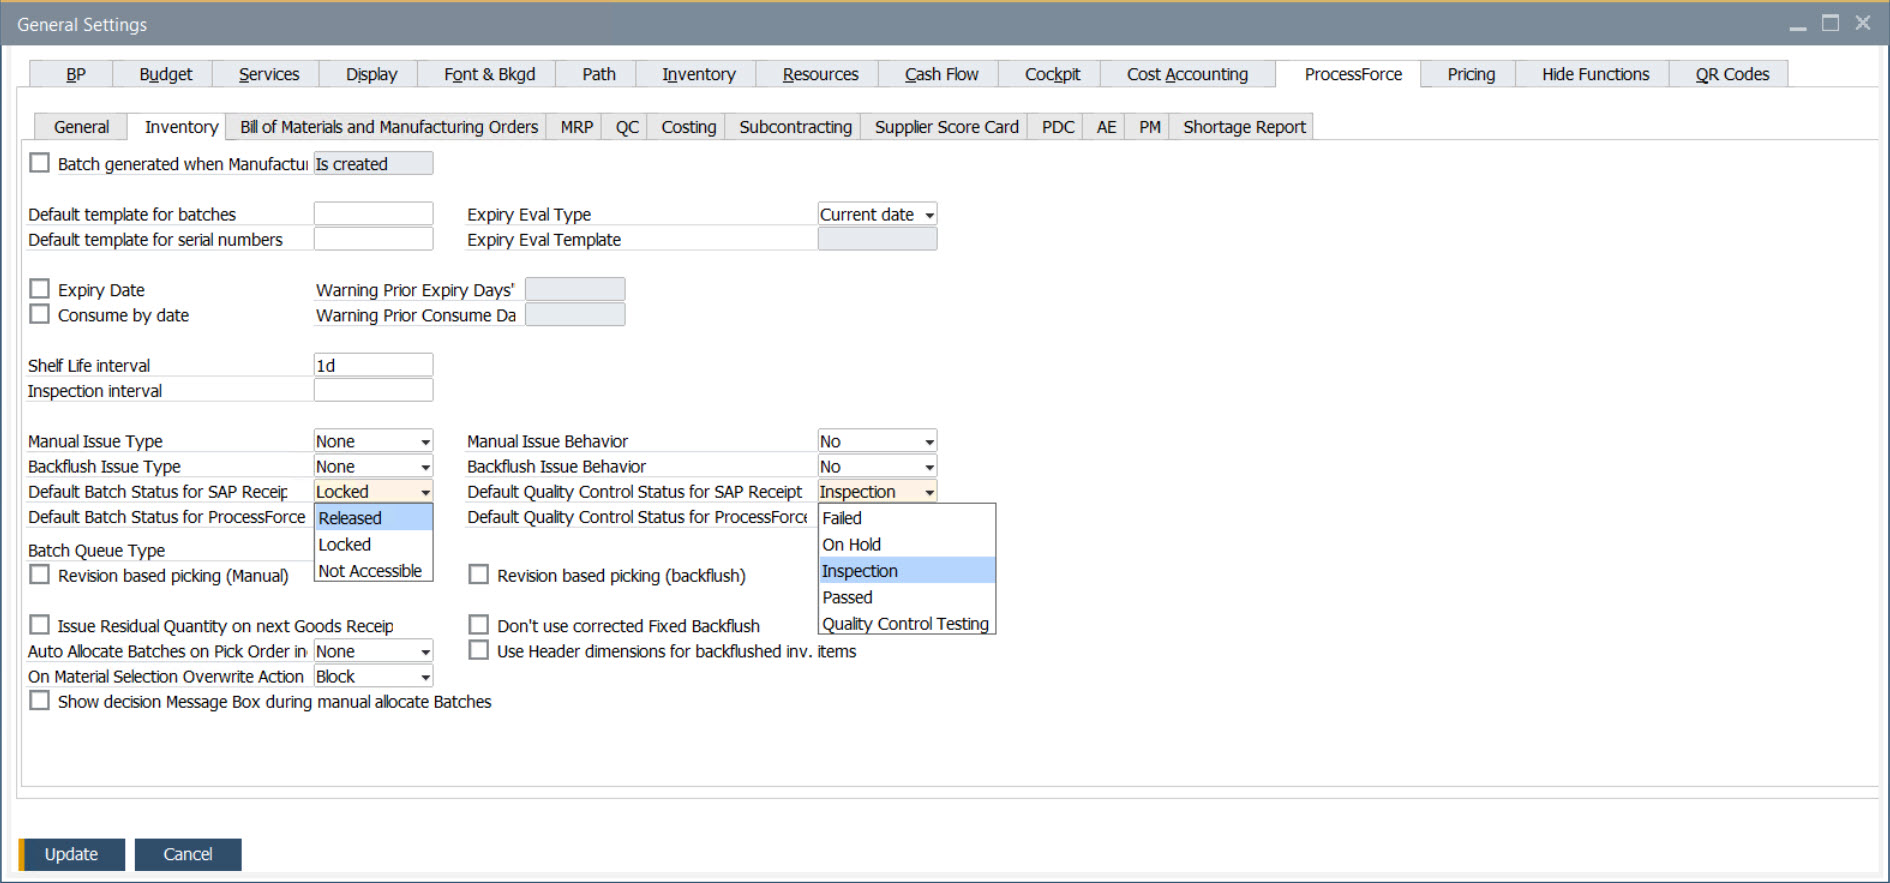 General Settings
BP Budget Services Display Font & Bkgd Path Inventory Resources Cash Flow Cockpit Cost Accounting ProcessForce Pricing Hide Functions QR Codes
General Inventory Bill of Materials and Manufacturing Orders MRP QC Costing Subcontracting Supplier Score Card PDC AE PM Shortage Report
Batch generated when Manufactur Is created
Default template for batches Expiry Eval Type Current date
Default template for serial numbers Expiry Eval Template
Expiry Date Warning Prior Expiry Days'
Consume by date Warning Prior Consume Da
Shelf Life interval 1d
Inspection interval
Manual Issue Type None Manual Issue Behavior No
Backflush Issue Type None Backflush Issue Behavior No
Default Batch Status for SAP Receip Locked Default Quality Control Status for SAP Receipt Inspection
Default Batch Status for ProcessForce Released Default Quality Control Status for ProcessForce Failed
Locked On Hold
Batch Queue Type
Revision based picking (Manual) Not Accessible Revision based picking (backflush) Inspection
Passed
Issue Residual Quantity on next Goods Receip Don't use corrected Fixed Backflush Quality Control Testing
Auto Allocate Batches on Pick Order in None Use Header dimensions for backflushed inv. items
On Material Selection Overwrite Action Block
Show decision Message Box during manual allocate Batches
Update Cancel